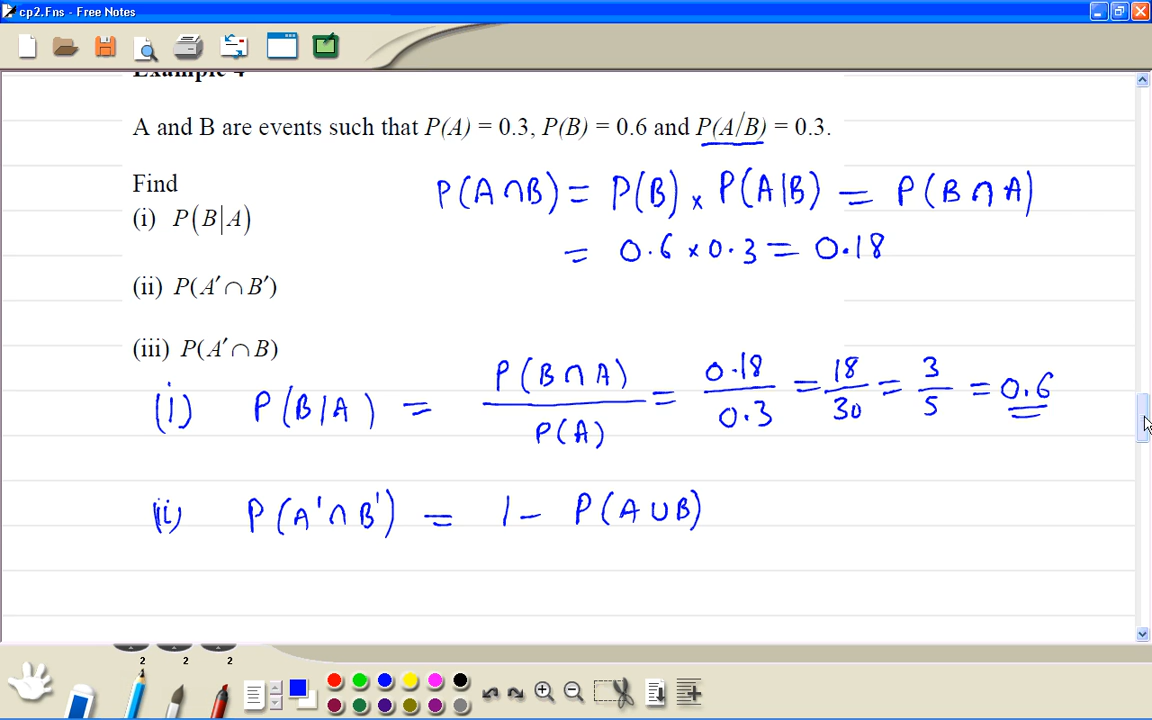 cp2.Fns - Free Notes
Example 4
A and B are events such that P(A) = 0.3, P(B) = 0.6 and P(A/B) = 0.3.
Find
P(A∩B) = P(B) × P(A|B) = P(B∩A)
(i) P(B|A)
= 0.6 × 0.3 = 0.18
(ii) P(A′∩B′)
(iii) P(A′∩B)
(i) P(B|A) = P(B∩A) / P(A) = 0.18 / 0.3 = 18/30 = 3/5 = 0.6
(ii) P(A'∩B') = 1 - P(A∪B)
2 2 2